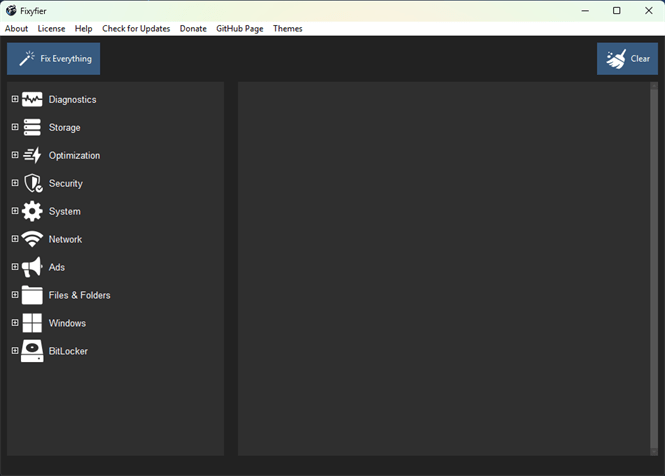 Fixyfier
About License Help Check for Updates Donate GitHub Page Themes
Fix Everything
Clear
Diagnostics
Storage
Optimization
Security
System
Network
Ads
Files & Folders
Windows
BitLocker